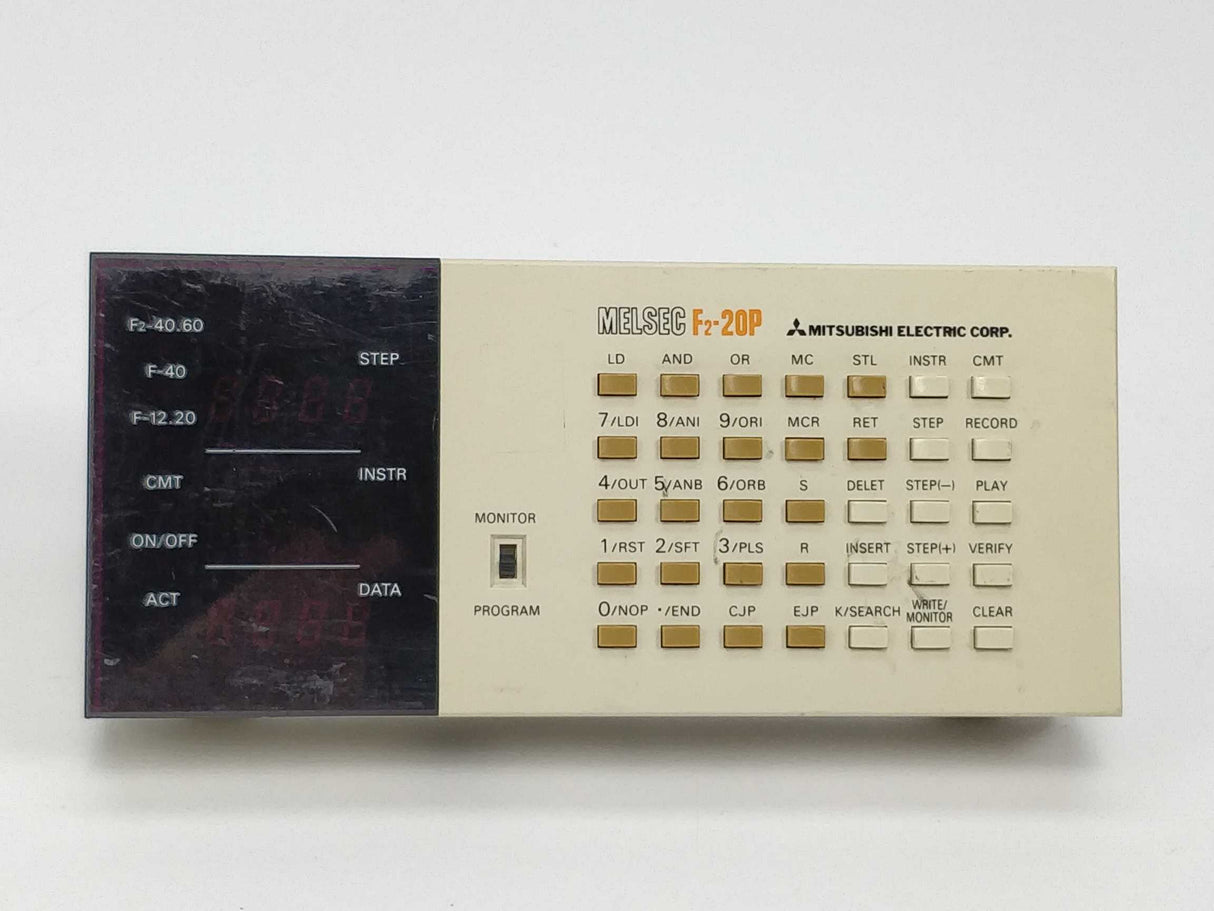 F2-40.60
F-40
STEP
F-12.20
CMT
INSTR
ON/OFF
ACT
DATA
MONITOR
PROGRAM
MELSEC F2-20P MITSUBISHI ELECTRIC CORP.
LD AND OR MC STL INSTR CMT
7/LDI 8/ANI 9/ORI MCR RET STEP RECORD
4/OUT 5/ANB 6/ORB S DELET STEP(−) PLAY
1/RST 2/SFT 3/PLS R INSERT STEP(+) VERIFY
0/NOP •/END CJP EJP K/SEARCH WRITE/MONITOR CLEAR